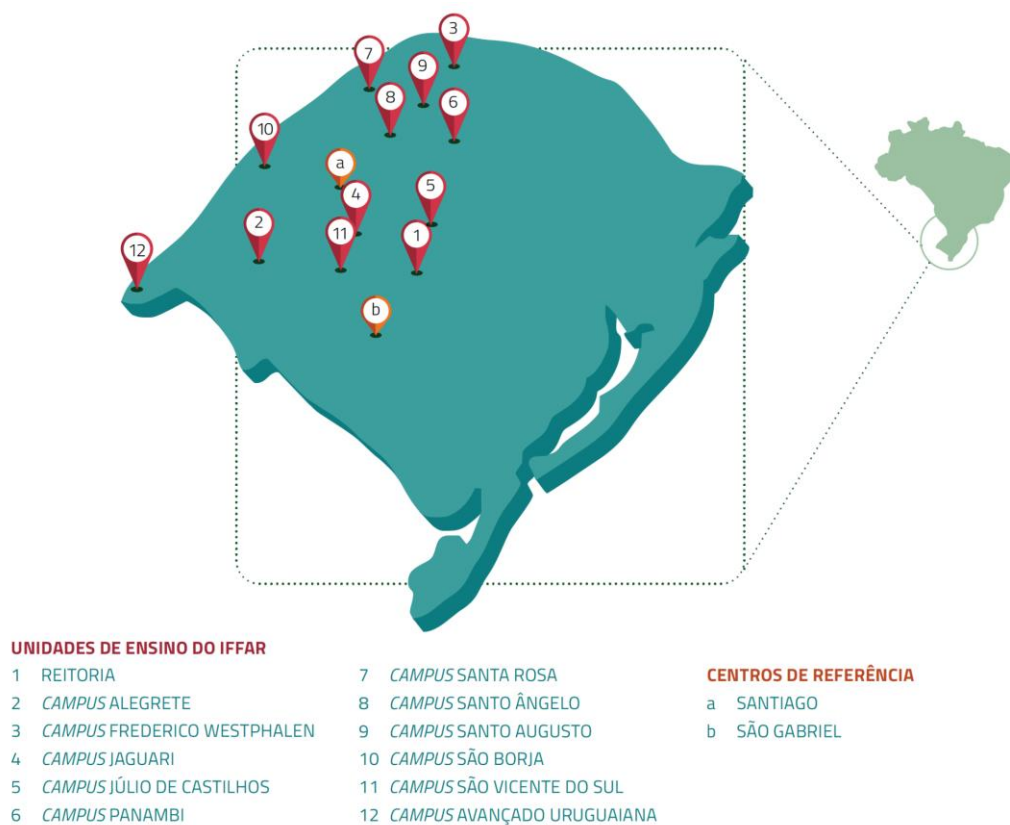 3
7
9
8
6
10
a
5
4
2
11
1
12
b
UNIDADES DE ENSINO DO IFFAR
1 REITORIA
2 CAMPUS ALEGRETE
3 CAMPUS FREDERICO WESTPHALEN
4 CAMPUS JAGUARI
5 CAMPUS JÚLIO DE CASTILHOS
6 CAMPUS PANAMBI
7 CAMPUS SANTA ROSA
8 CAMPUS SANTO ÂNGELO
9 CAMPUS SANTO AUGUSTO
10 CAMPUS SÃO BORJA
11 CAMPUS SÃO VICENTE DO SUL
12 CAMPUS AVANÇADO URUGUAIANA
CENTROS DE REFERÊNCIA
a SANTIAGO
b SÃO GABRIEL